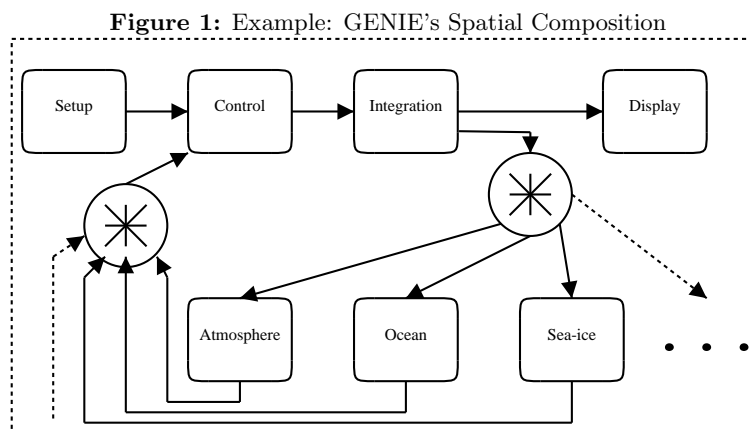 Figure 1: Example: GENIE's Spatial Composition
Setup
Control
Integration
Display
Atmosphere
Ocean
Sea-ice
. . .